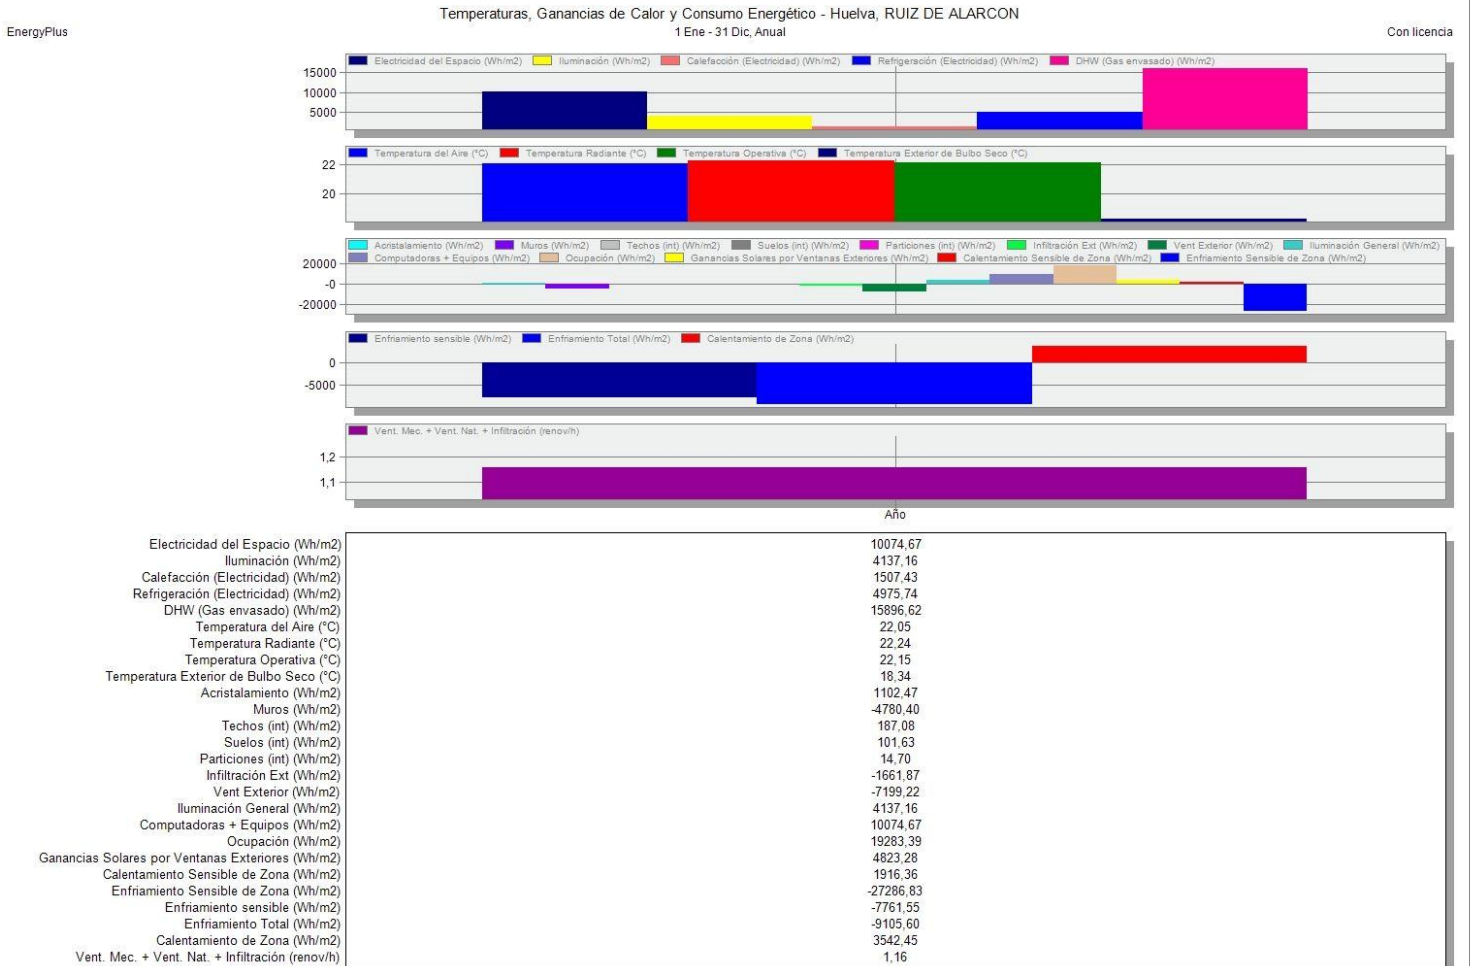 Temperaturas, Ganancias de Calor y Consumo Energético - Huelva, RUIZ DE ALARCON
EnergyPlus 1 Ene - 31 Dic, Anual Con licencia
Electricidad del Espacio (Wh/m2) Iluminación (Wh/m2) Calefacción (Electricidad) (Wh/m2) Refrigeración (Electricidad) (Wh/m2) DHW (Gas envasado) (Wh/m2)
15000
10000
5000
Temperatura del Aire (°C) Temperatura Radiante (°C) Temperatura Operativa (°C) Temperatura Exterior de Bulbo Seco (°C)
22
20
Acristalamiento (Wh/m2) Muros (Wh/m2) Techos (int) (Wh/m2) Suelos (int) (Wh/m2) Particiones (int) (Wh/m2) Infiltración Ext (Wh/m2) Vent Exterior (Wh/m2) Iluminación General (Wh/m2)
Computadoras + Equipos (Wh/m2) Ocupación (Wh/m2) Ganancias Solares por Ventanas Exteriores (Wh/m2) Calentamiento Sensible de Zona (Wh/m2) Enfriamiento Sensible de Zona (Wh/m2)
20000
-0
-20000
Enfriamiento sensible (Wh/m2) Enfriamiento Total (Wh/m2) Calentamiento de Zona (Wh/m2)
0
-5000
Vent. Mec. + Vent. Nat. + Infiltración (renov/h)
1,2
1,1
Año
Electricidad del Espacio (Wh/m2) 10074,67
Iluminación (Wh/m2) 4137,16
Calefacción (Electricidad) (Wh/m2) 1507,43
Refrigeración (Electricidad) (Wh/m2) 4975,74
DHW (Gas envasado) (Wh/m2) 15896,62
Temperatura del Aire (°C) 22,05
Temperatura Radiante (°C) 22,24
Temperatura Operativa (°C) 22,15
Temperatura Exterior de Bulbo Seco (°C) 18,34
Acristalamiento (Wh/m2) 1102,47
Muros (Wh/m2) -4780,40
Techos (int) (Wh/m2) 187,08
Suelos (int) (Wh/m2) 101,63
Particiones (int) (Wh/m2) 14,70
Infiltración Ext (Wh/m2) -1661,87
Vent Exterior (Wh/m2) -7199,22
Iluminación General (Wh/m2) 4137,16
Computadoras + Equipos (Wh/m2) 10074,67
Ocupación (Wh/m2) 19283,39
Ganancias Solares por Ventanas Exteriores (Wh/m2) 4823,28
Calentamiento Sensible de Zona (Wh/m2) 1916,36
Enfriamiento Sensible de Zona (Wh/m2) -27286,83
Enfriamiento sensible (Wh/m2) -7761,55
Enfriamiento Total (Wh/m2) -9105,60
Calentamiento de Zona (Wh/m2) 3542,45
Vent. Mec. + Vent. Nat. + Infiltración (renov/h) 1,16